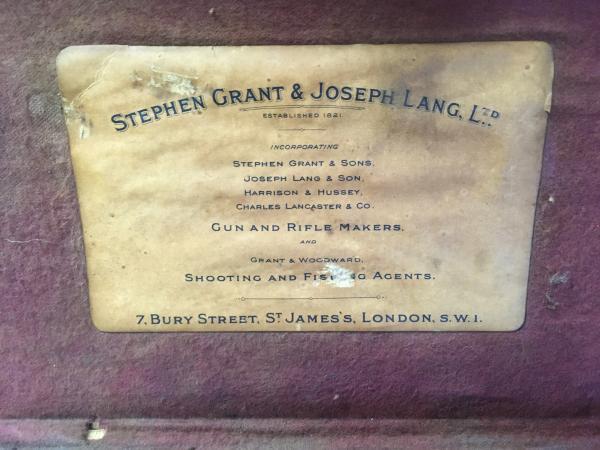 STEPHEN GRANT & JOSEPH LANG, LTD.
ESTABLISHED 1821.
INCORPORATING
STEPHEN GRANT & SONS,
JOSEPH LANG & SON,
HARRISON & HUSSEY,
CHARLES LANCASTER & CO.
GUN AND RIFLE MAKERS,
AND
GRANT & WOODWARD,
SHOOTING AND AGENTS.
7, BURY STREET, ST JAMES'S, LONDON, S.W.1.